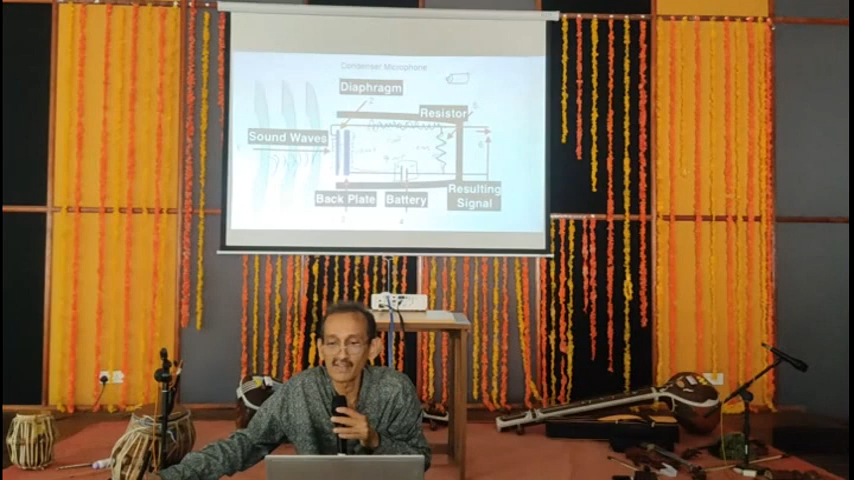 Condenser Microphone
Diaphragm
Resistor
Sound Waves
Back Plate
Battery
Resulting
Signal